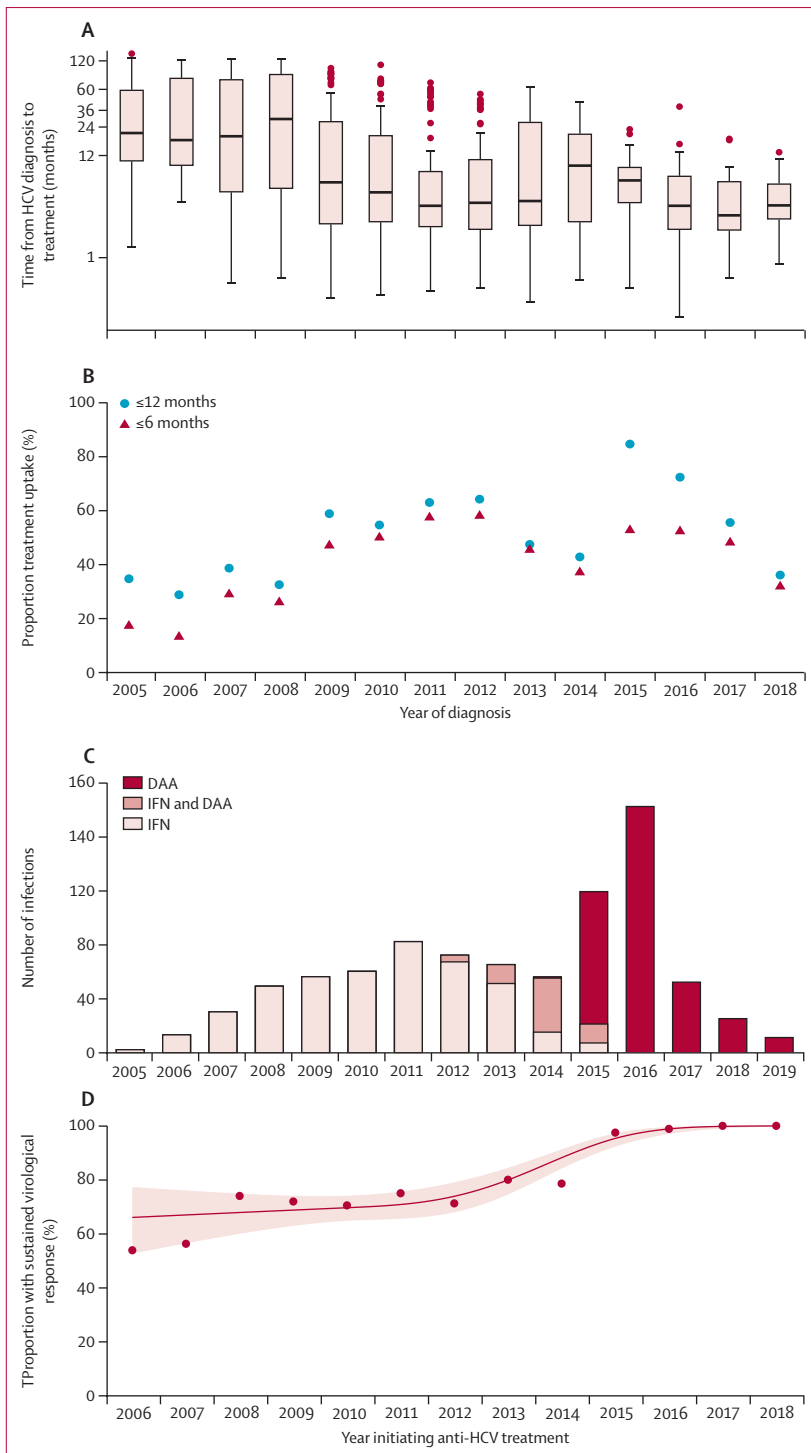 A
Time from HCV diagnosis to
treatment (months)
120
60
36
24
12
1
B
Proportion treatment uptake (%)
100
80
60
40
20
0
≤12 months
≤6 months
2005 2006 2007 2008 2009 2010 2011 2012 2013 2014 2015 2016 2017 2018
Year of diagnosis
C
Number of infections
160
140
120
80
40
0
DAA
IFN and DAA
IFN
2005 2006 2007 2008 2009 2010 2011 2012 2013 2014 2015 2016 2017 2018 2019
D
TProportion with sustained virological
response (%)
100
80
60
40
20
0
2006 2007 2008 2009 2010 2011 2012 2013 2014 2015 2016 2017 2018
Year initiating anti-HCV treatment